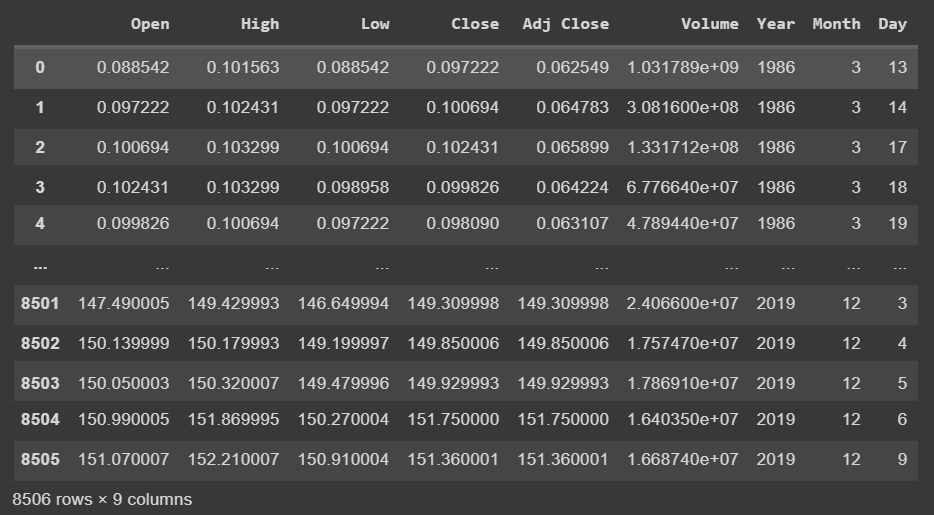 Open High Low Close Adj Close Volume Year Month Day
0 0.088542 0.101563 0.088542 0.097222 0.062549 1.031789e+09 1986 3 13
1 0.097222 0.102431 0.097222 0.100694 0.064783 3.081600e+08 1986 3 14
2 0.100694 0.103299 0.100694 0.102431 0.065899 1.331712e+08 1986 3 17
3 0.102431 0.103299 0.098958 0.099826 0.064224 6.776640e+07 1986 3 18
4 0.099826 0.100694 0.097222 0.098090 0.063107 4.789440e+07 1986 3 19
... ... ... ... ... ... ... ... ... ...
8501 147.490005 149.429993 146.649994 149.309998 149.309998 2.406600e+07 2019 12 3
8502 150.139999 150.179993 149.199997 149.850006 149.850006 1.757470e+07 2019 12 4
8503 150.050003 150.320007 149.479996 149.929993 149.929993 1.786910e+07 2019 12 5
8504 150.990005 151.869995 150.270004 151.750000 151.750000 1.640350e+07 2019 12 6
8505 151.070007 152.210007 150.910004 151.360001 151.360001 1.668740e+07 2019 12 9
8506 rows × 9 columns